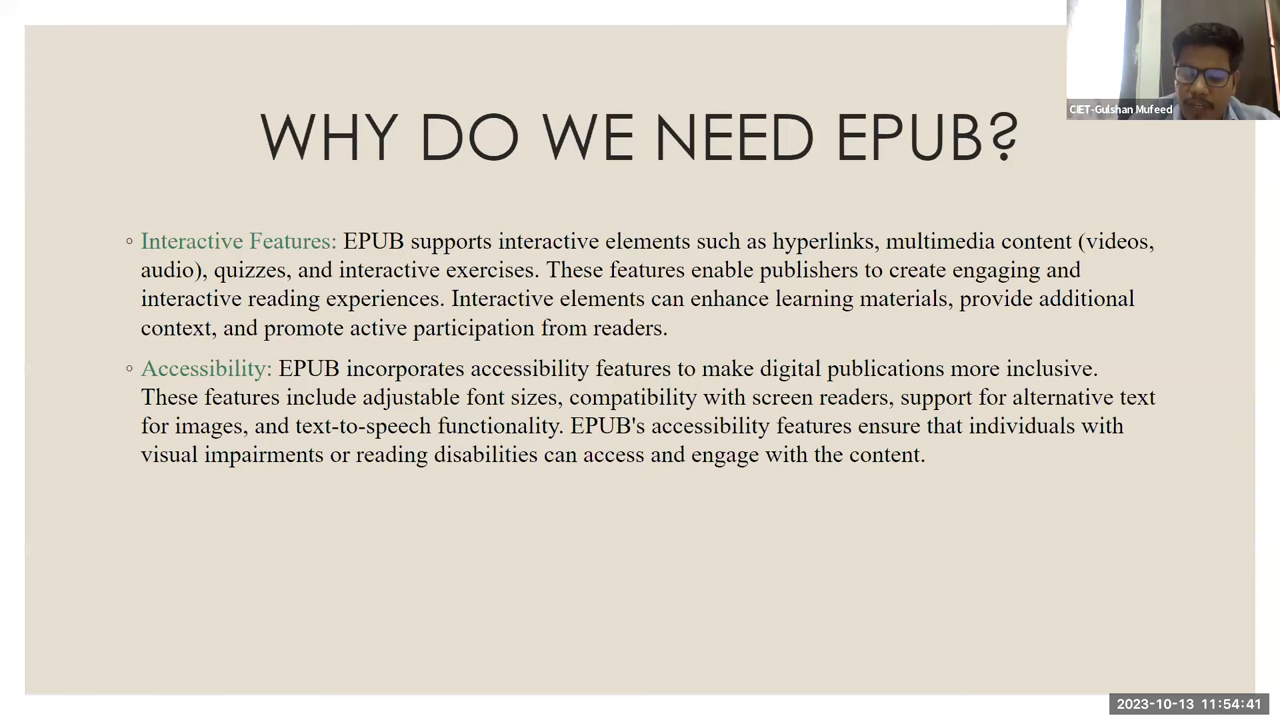 CIET-Gulshan Mufeed
WHY DO WE NEED EPUB?
◦ Interactive Features: EPUB supports interactive elements such as hyperlinks, multimedia content (videos,
audio), quizzes, and interactive exercises. These features enable publishers to create engaging and
interactive reading experiences. Interactive elements can enhance learning materials, provide additional
context, and promote active participation from readers.
◦ Accessibility: EPUB incorporates accessibility features to make digital publications more inclusive.
These features include adjustable font sizes, compatibility with screen readers, support for alternative text
for images, and text-to-speech functionality. EPUB's accessibility features ensure that individuals with
visual impairments or reading disabilities can access and engage with the content.
2023-10-13 11:54:41